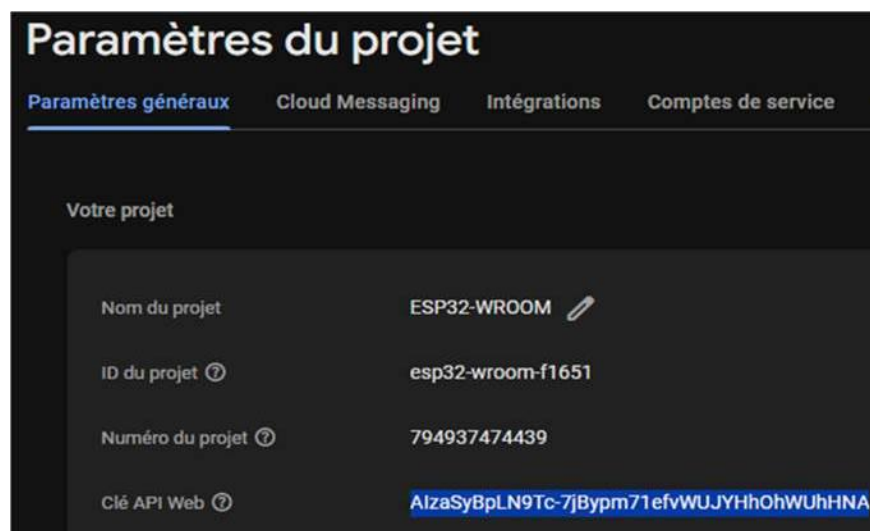 Paramètres du projet
Paramètres généraux Cloud Messaging Intégrations Comptes de service
Votre projet
Nom du projet ESP32-WROOM
ID du projet esp32-wroom-f1651
Numéro du projet 794937474439
Clé API Web AIzaSyBpLN9Tc-7jBypm71efvWUJYHhOhWUhHNA